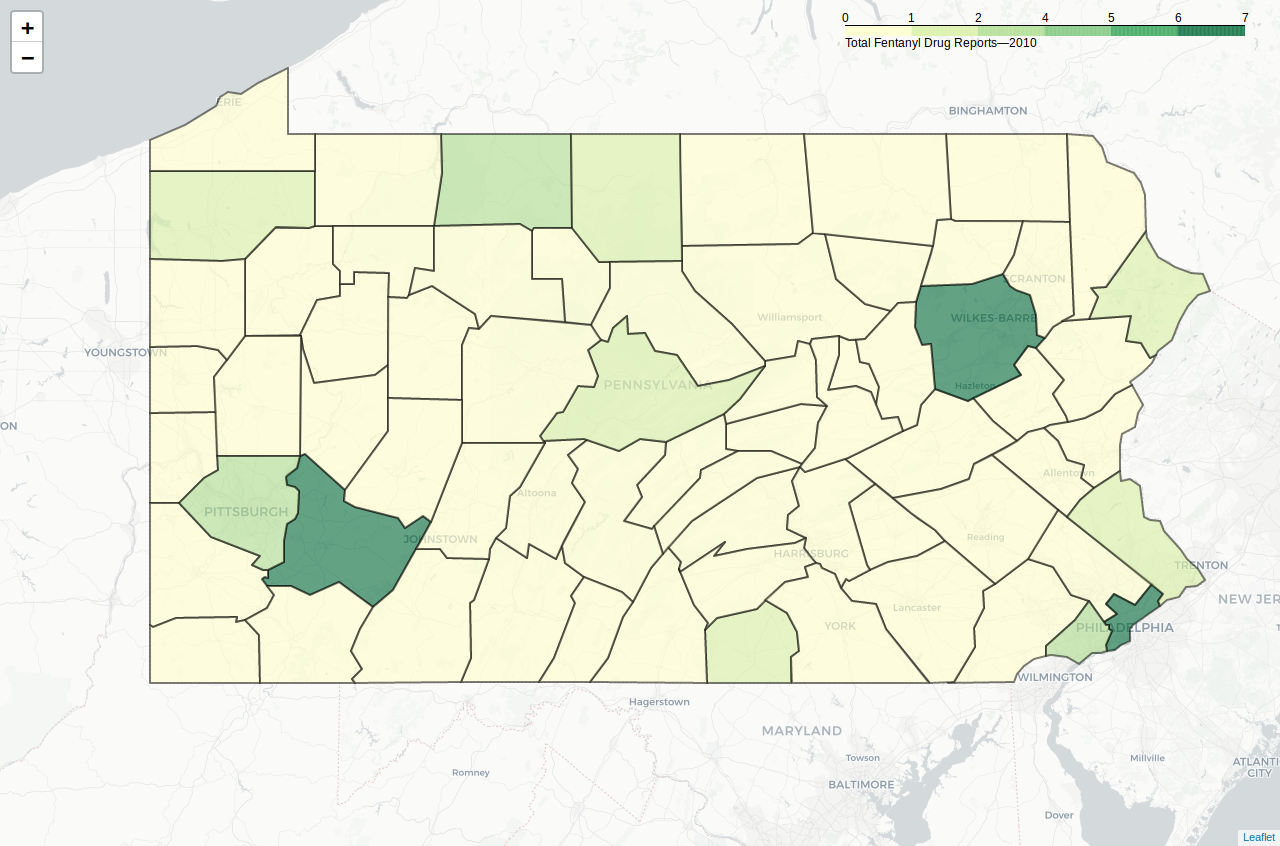 +
−
0 1 2 4 5 6 7
Total Fentanyl Drug Reports—2010
ERIE
BINGHAMTON
SCRANTON
Williamsport
WILKES-BARRE
YOUNGSTOWN
PENNSYLVANIA
Hazleton
ON
Allentown
Altoona
PITTSBURGH
JOHNSTOWN
Reading
HARRISBURG
TRENTON
NEW JER
Lancaster
YORK
PHILADELPHIA
T
WILMINGTON
Hagerstown
MARYLAND
Towson
Millville
ATLANTI
CITY
Romney
BALTIMORE
Dover
Leaflet